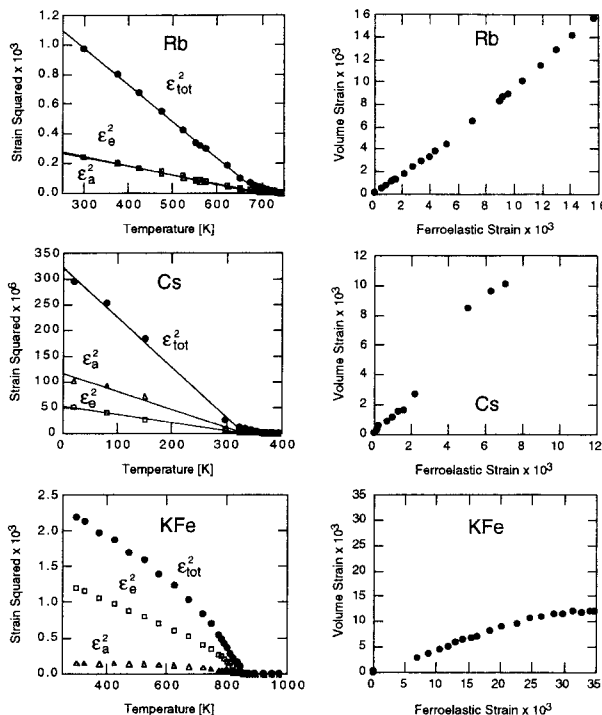 Rb
Strain Squared x 10³
1.2
1.0
0.8
0.6
0.4
0.2
0.0
ε²tot
ε²e
ε²a
300 400 500 600 700
Temperature [K]
Rb
Volume Strain x 10³
16
14
12
10
8
6
4
2
0
0 2 4 6 8 10 12 14 16
Ferroelastic Strain x 10³
Cs
Strain Squared x 10⁶
350
300
250
200
150
100
50
0
ε²tot
ε²a
ε²e
0 100 200 300 400
Temperature [K]
Cs
Volume Strain x 10³
12
10
8
6
4
2
0
0 2 4 6 8 10 12
Ferroelastic Strain x 10³
KFe
Strain Squared x 10³
2.5
2.0
1.5
1.0
0.5
0.0
ε²tot
ε²e
ε²a
400 600 800 1000
Temperature [K]
KFe
Volume Strain x 10³
35
30
25
20
15
10
5
0
0 5 10 15 20 25 30 35
Ferroelastic Strain x 10³